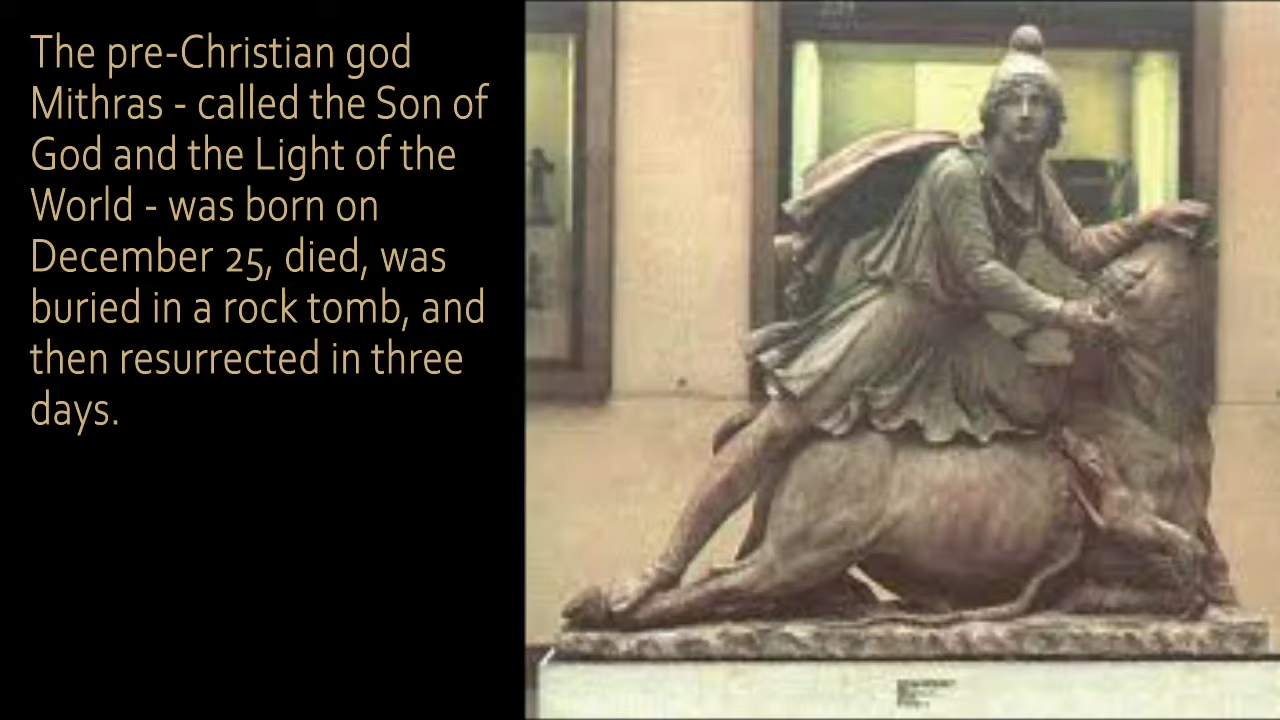 The pre-Christian god
Mithras - called the Son of
God and the Light of the
World - was born on
December 25, died, was
buried in a rock tomb, and
then resurrected in three
days.